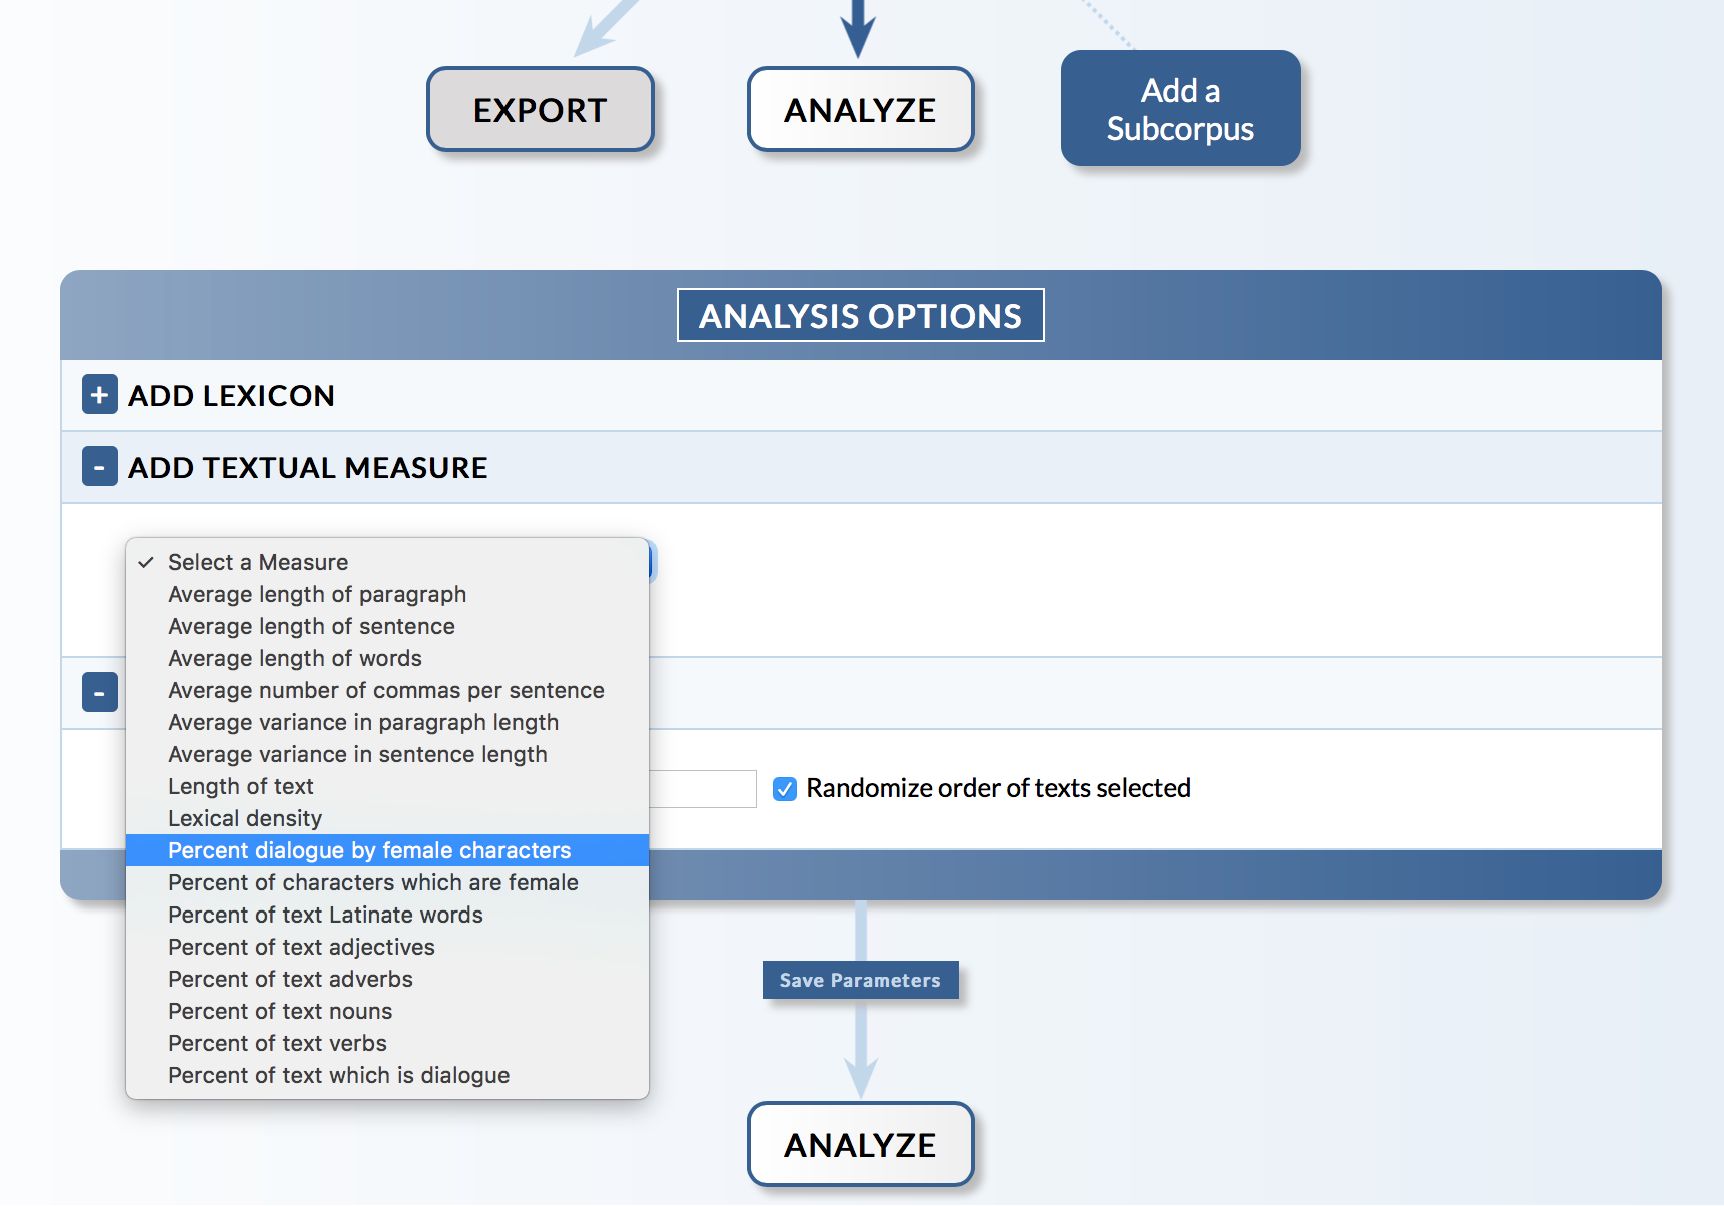 EXPORT
ANALYZE
Add a
Subcorpus
ANALYSIS OPTIONS
+ ADD LEXICON
- ADD TEXTUAL MEASURE
✓ Select a Measure
Average length of paragraph
Average length of sentence
Average length of words
Average number of commas per sentence
Average variance in paragraph length
Average variance in sentence length
Length of text
Lexical density
Percent dialogue by female characters
Percent of characters which are female
Percent of text Latinate words
Percent of text adjectives
Percent of text adverbs
Percent of text nouns
Percent of text verbs
Percent of text which is dialogue
-
Randomize order of texts selected
Save Parameters
ANALYZE